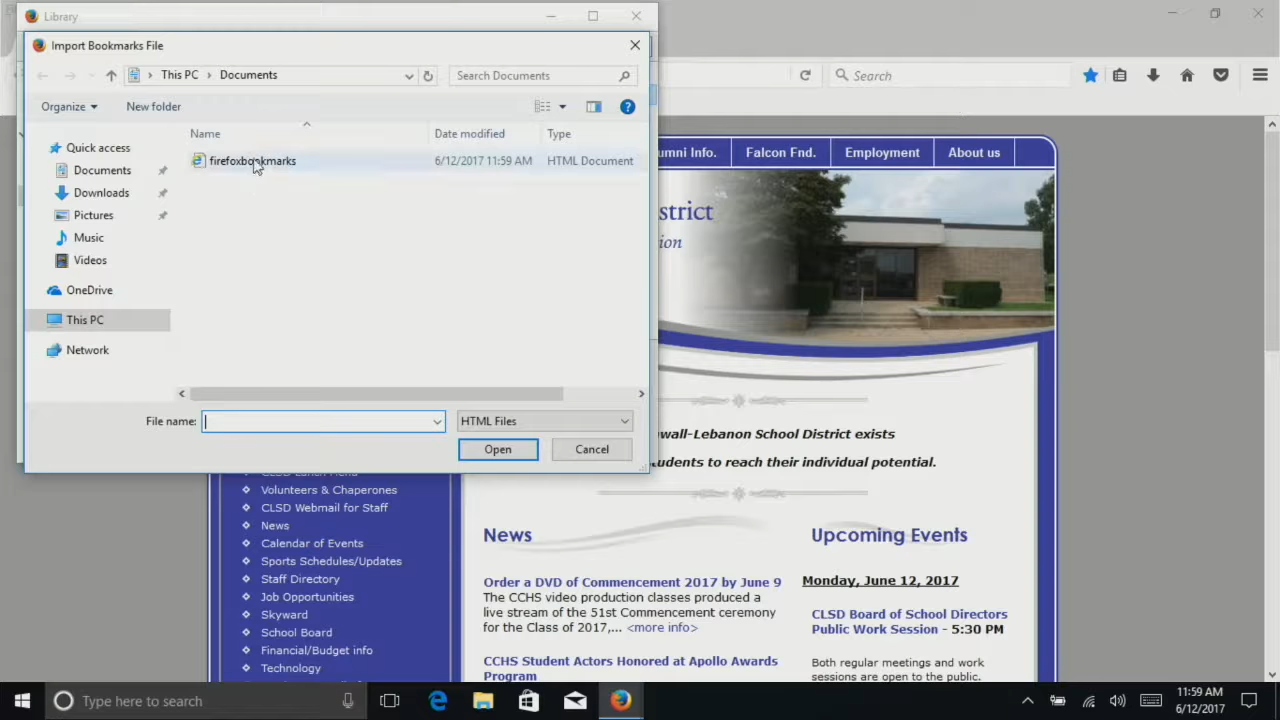 Library
Import Bookmarks File
This PC
Documents
Search Documents
Search
Organize
New folder
Name
Date modified
Type
firefoxbookmarks
6/12/2017 11:59 AM
HTML Document
Quick access
Documents
Downloads
Pictures
Music
Videos
OneDrive
This PC
Network
File name:
HTML Files
Open
Cancel
umni Info.
Falcon Fnd.
Employment
About us
strict
ion
wall-Lebanon School District exists
tudents to reach their individual potential.
Volunteers & Chaperones
CLSD Webmail for Staff
News
Calendar of Events
Sports Schedules/Updates
Staff Directory
Job Opportunities
Skyward
School Board
Financial/Budget info
Technology
News
Order a DVD of Commencement 2017 by June 9
The CCHS video production classes produced a
live stream of the 51st Commencement ceremony
for the Class of 2017,... <more info>
CCHS Student Actors Honored at Apollo Awards
Program
Upcoming Events
Monday, June 12, 2017
CLSD Board of School Directors
Public Work Session - 5:30 PM
Both regular meetings and work
sessions are open to the public.
Type here to search
11:59 AM
6/12/2017